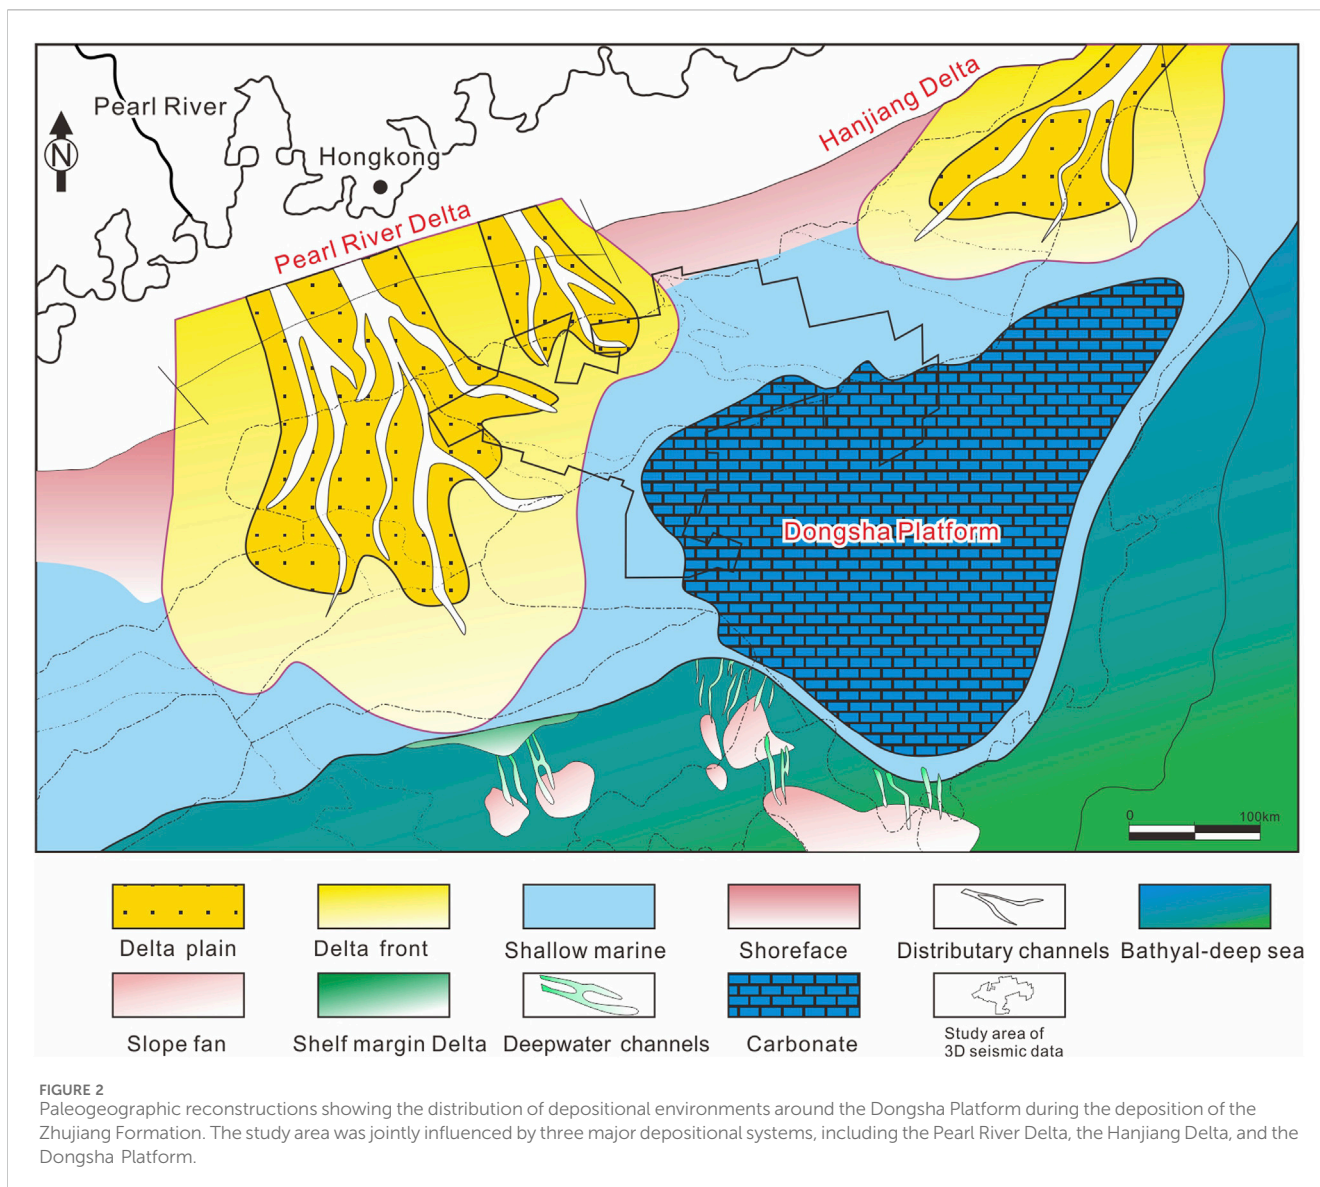 Pearl River
N
Hongkong
Pearl River Delta
Hanjiang Delta
Dongsha Platform
0 100km
Delta plain
Delta front
Shallow marine
Shoreface
Distributary channels
Bathyal-deep sea
Slope fan
Shelf margin Delta
Deepwater channels
Carbonate
Study area of
3D seismic data
FIGURE 2
Paleogeographic reconstructions showing the distribution of depositional environments around the Dongsha Platform during the deposition of the
Zhujiang Formation. The study area was jointly influenced by three major depositional systems, including the Pearl River Delta, the Hanjiang Delta, and the
Dongsha Platform.